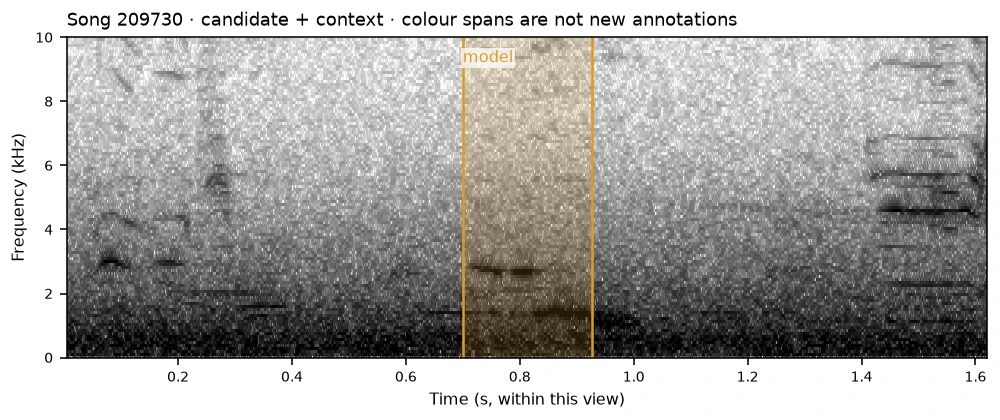 Song 209730 · candidate + context · colour spans are not new annotations
model
Frequency (kHz)
10
8
6
4
2
0
0.2 0.4 0.6 0.8 1.0 1.2 1.4 1.6
Time (s, within this view)